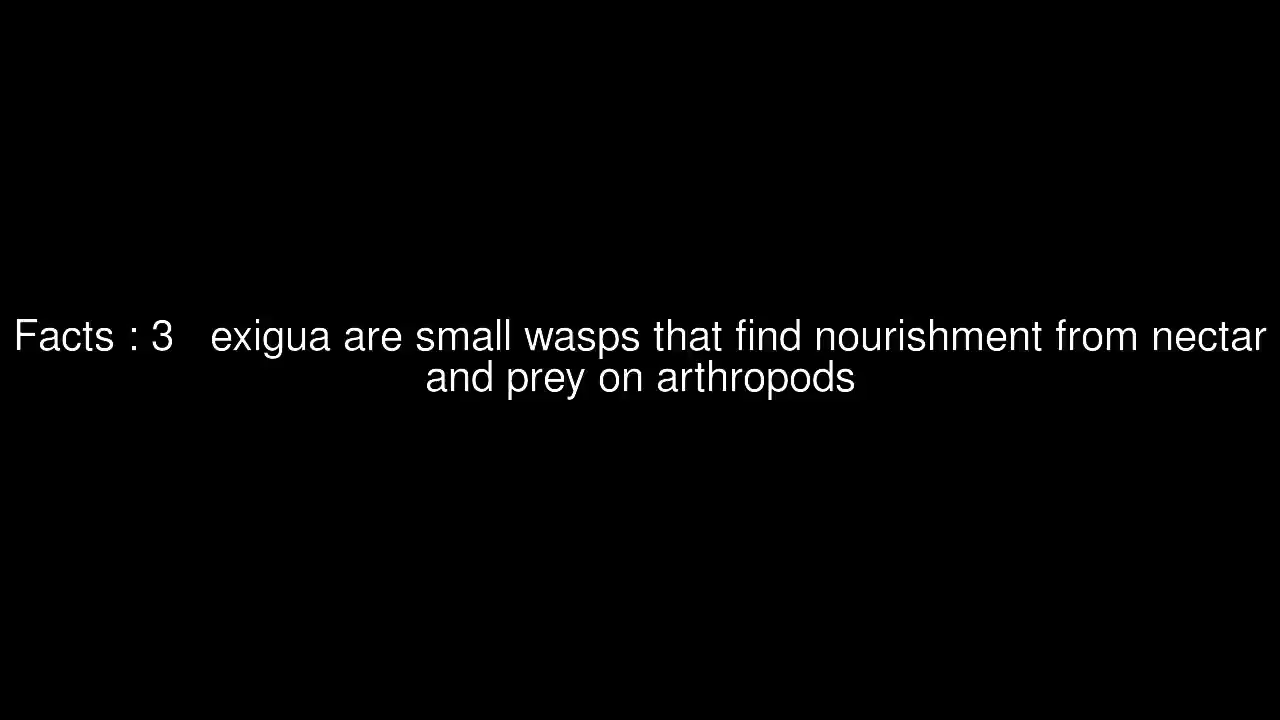 Facts : 3   exigua are small wasps that find nourishment from nectar
and prey on arthropods